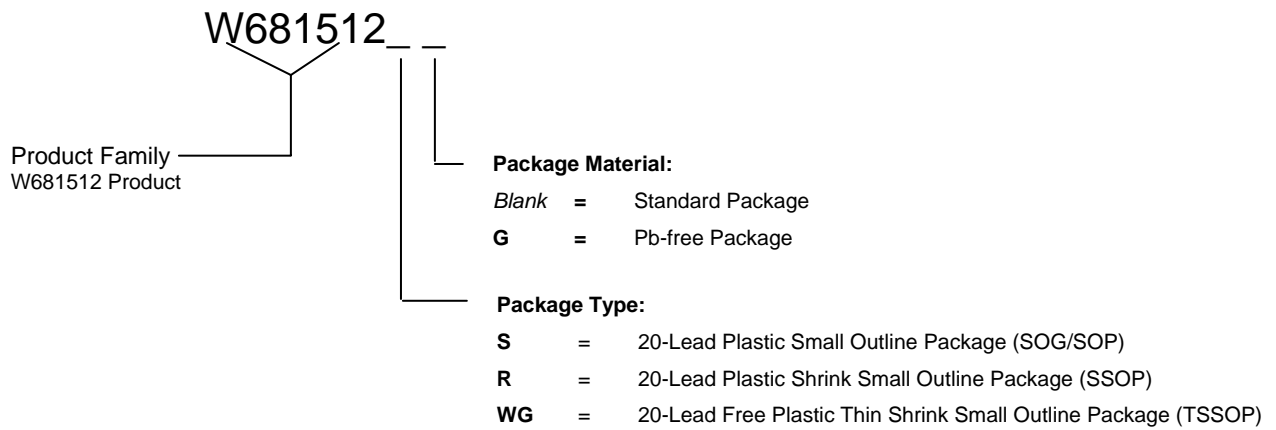 W681512_ _
Product Family
W681512 Product
Package Material:
Blank = Standard Package
G = Pb-free Package
Package Type:
S = 20-Lead Plastic Small Outline Package (SOG/SOP)
R = 20-Lead Plastic Shrink Small Outline Package (SSOP)
WG = 20-Lead Free Plastic Thin Shrink Small Outline Package (TSSOP)